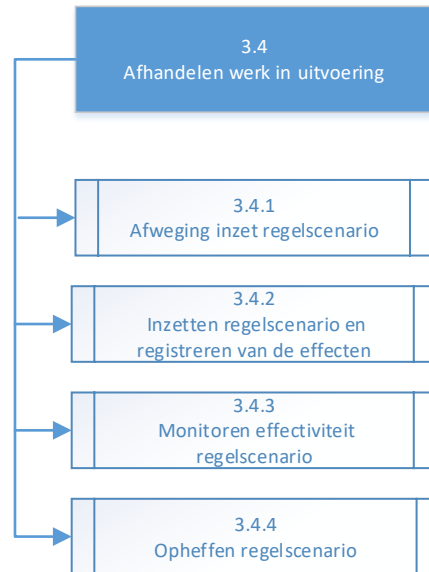 3.4
Afhandelen werk in uitvoering
3.4.1
Afweging inzet regelscenario
3.4.2
Inzetten regelscenario en
registreren van de effecten
3.4.3
Monitoren effectiviteit
regelscenario
3.4.4
Opheffen regelscenario